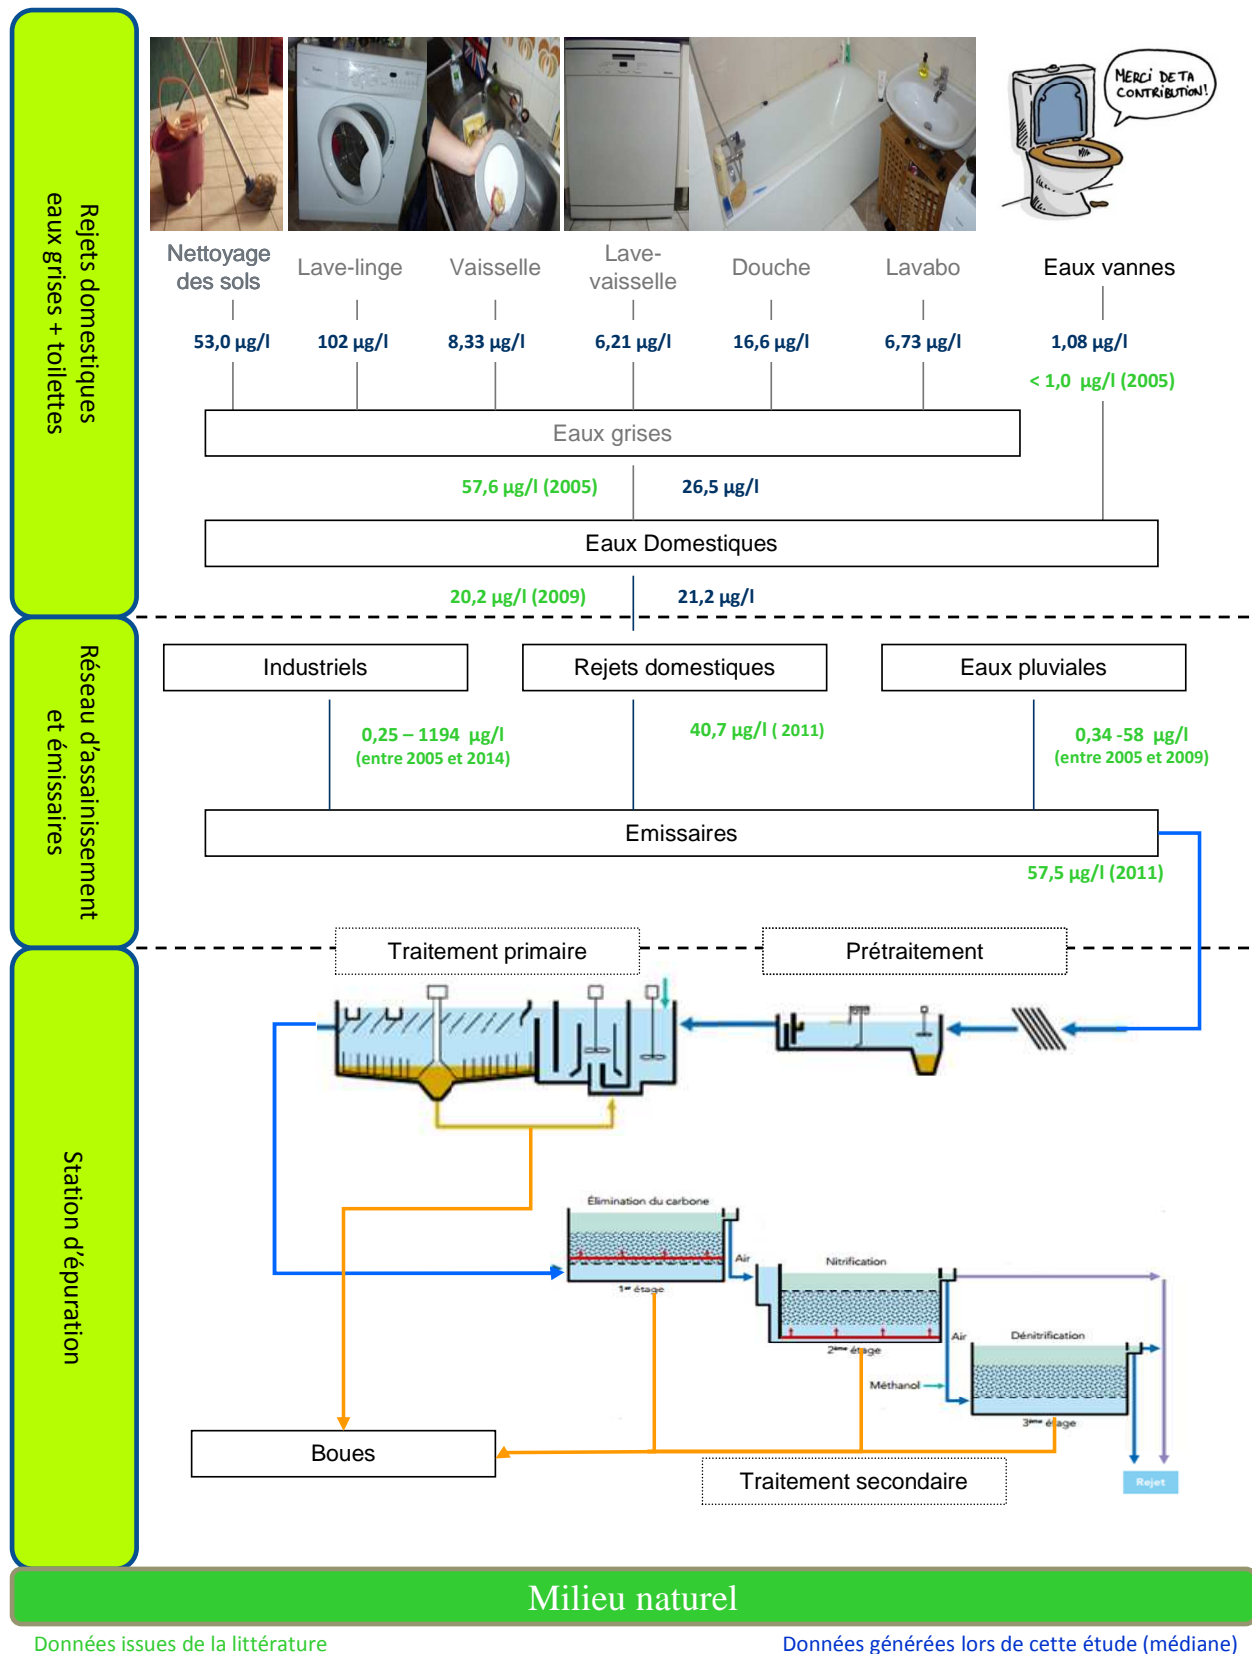 Rejets domestiques
eaux grises + toilettes
MERCI DE TA
CONTRIBUTION!
Nettoyage
des sols
Lave-linge
Vaisselle
Lave-
vaisselle
Douche
Lavabo
Eaux vannes
53,0 µg/l
102 µg/l
8,33 µg/l
6,21 µg/l
16,6 µg/l
6,73 µg/l
1,08 µg/l
< 1,0 µg/l (2005)
Eaux grises
57,6 µg/l (2005)
26,5 µg/l
Eaux Domestiques
20,2 µg/l (2009)
21,2 µg/l
Réseau d'assainissement
et émissaires
Industriels
Rejets domestiques
Eaux pluviales
0,25 – 1194 µg/l
(entre 2005 et 2014)
40,7 µg/l ( 2011)
0,34 -58 µg/l
(entre 2005 et 2009)
Emissaires
57,5 µg/l (2011)
Station d'épuration
Traitement primaire
Prétraitement
Élimination du carbone
Air
1er étage
Nitrification
Air
2ème étage
Dénitrification
Méthanol
3ème étage
Boues
Traitement secondaire
Rejet
Milieu naturel
Données issues de la littérature
Données générées lors de cette étude (médiane)